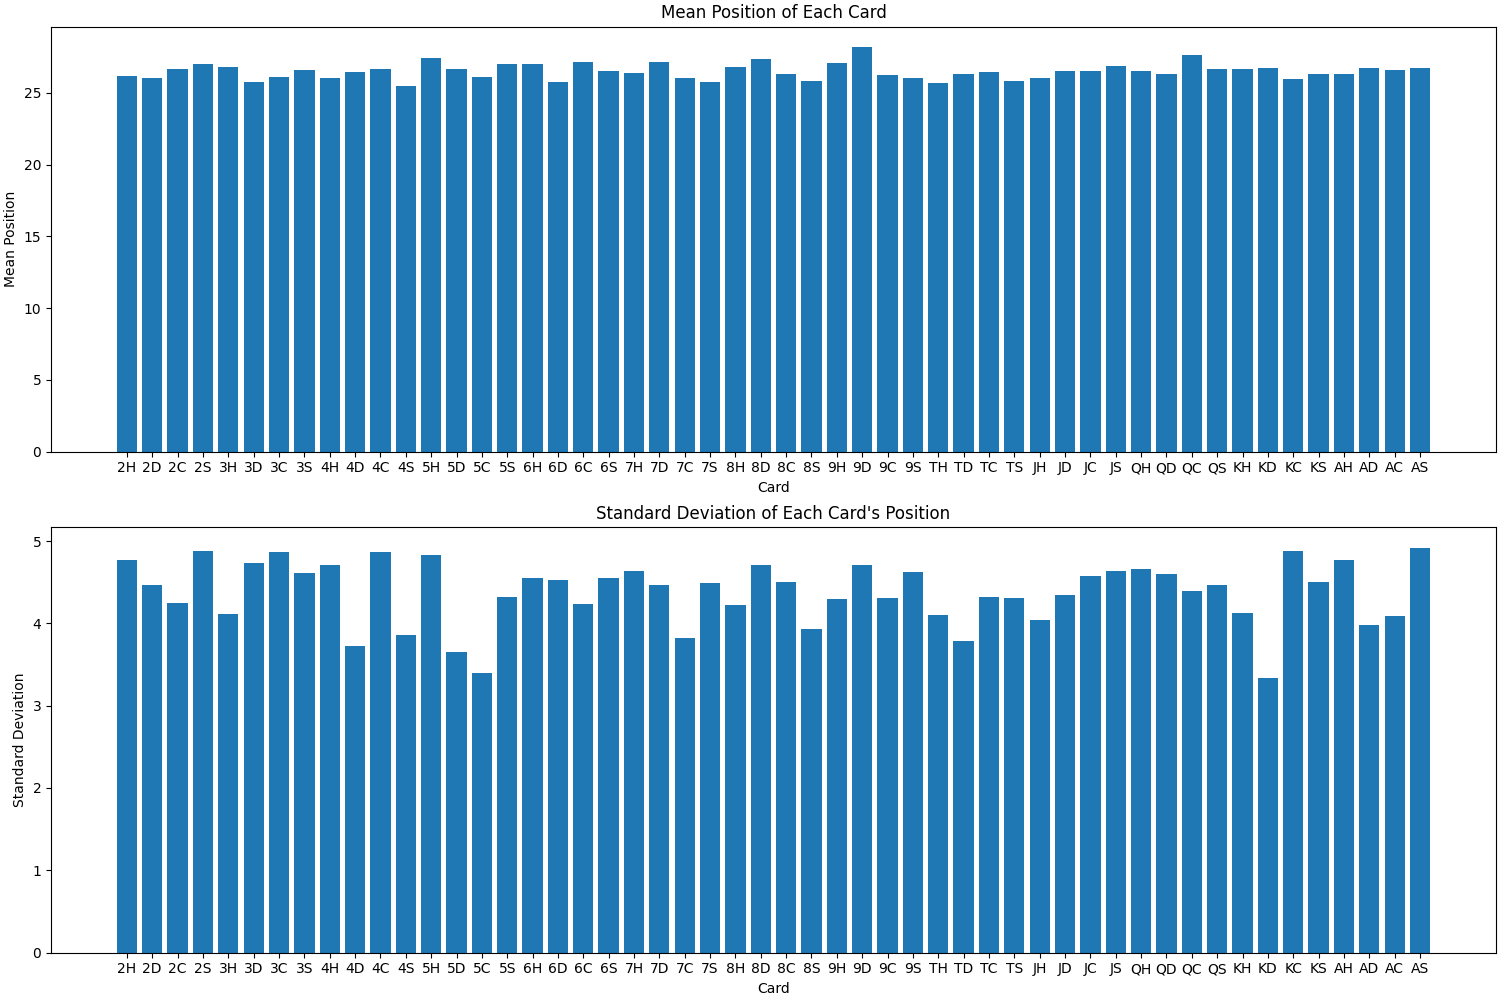 Mean Position of Each Card
Mean Position
25
20
15
10
5
0
2H 2D 2C 2S 3H 3D 3C 3S 4H 4D 4C 4S 5H 5D 5C 5S 6H 6D 6C 6S 7H 7D 7C 7S 8H 8D 8C 8S 9H 9D 9C 9S TH TD TC TS JH JD JC JS QH QD QC QS KH KD KC KS AH AD AC AS
Card
Standard Deviation of Each Card's Position
Standard Deviation
5
4
3
2
1
0
2H 2D 2C 2S 3H 3D 3C 3S 4H 4D 4C 4S 5H 5D 5C 5S 6H 6D 6C 6S 7H 7D 7C 7S 8H 8D 8C 8S 9H 9D 9C 9S TH TD TC TS JH JD JC JS QH QD QC QS KH KD KC KS AH AD AC AS
Card